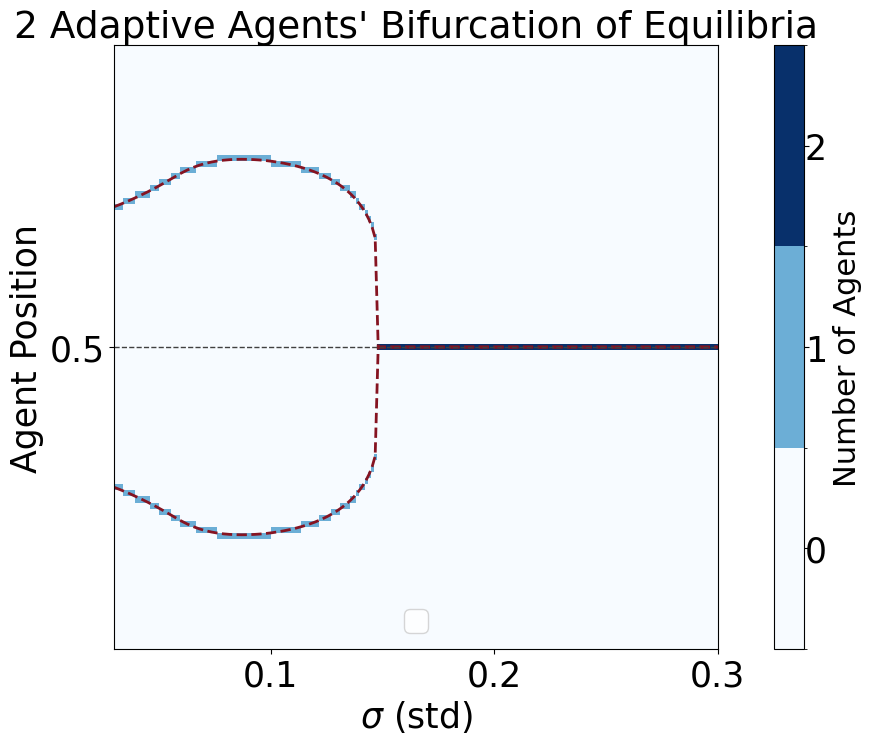 2 Adaptive Agents' Bifurcation of Equilibria
Agent Position
0.5
0.1
0.2
0.3
σ (std)
2
1
0
Number of Agents